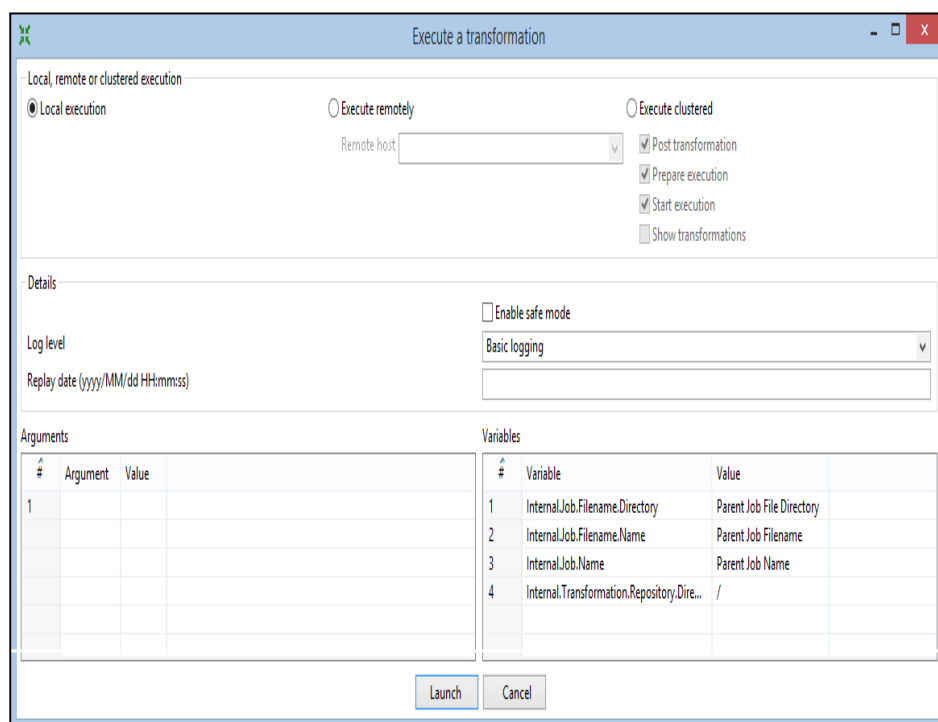 Execute a transformation
Local, remote or clustered execution
Local execution
Execute remotely
Execute clustered
Remote host
Post transformation
Prepare execution
Start execution
Show transformations
Details
Enable safe mode
Log level
Basic logging
Replay date (yyyy/MM/dd HH:mm:ss)
Arguments
# Argument Value
1
Variables
# Variable Value
1 Internal.Job.Filename.Directory Parent Job File Directory
2 Internal.Job.Filename.Name Parent Job Filename
3 Internal.Job.Name Parent Job Name
4 Internal.Transformation.Repository.Dire... /
Launch
Cancel